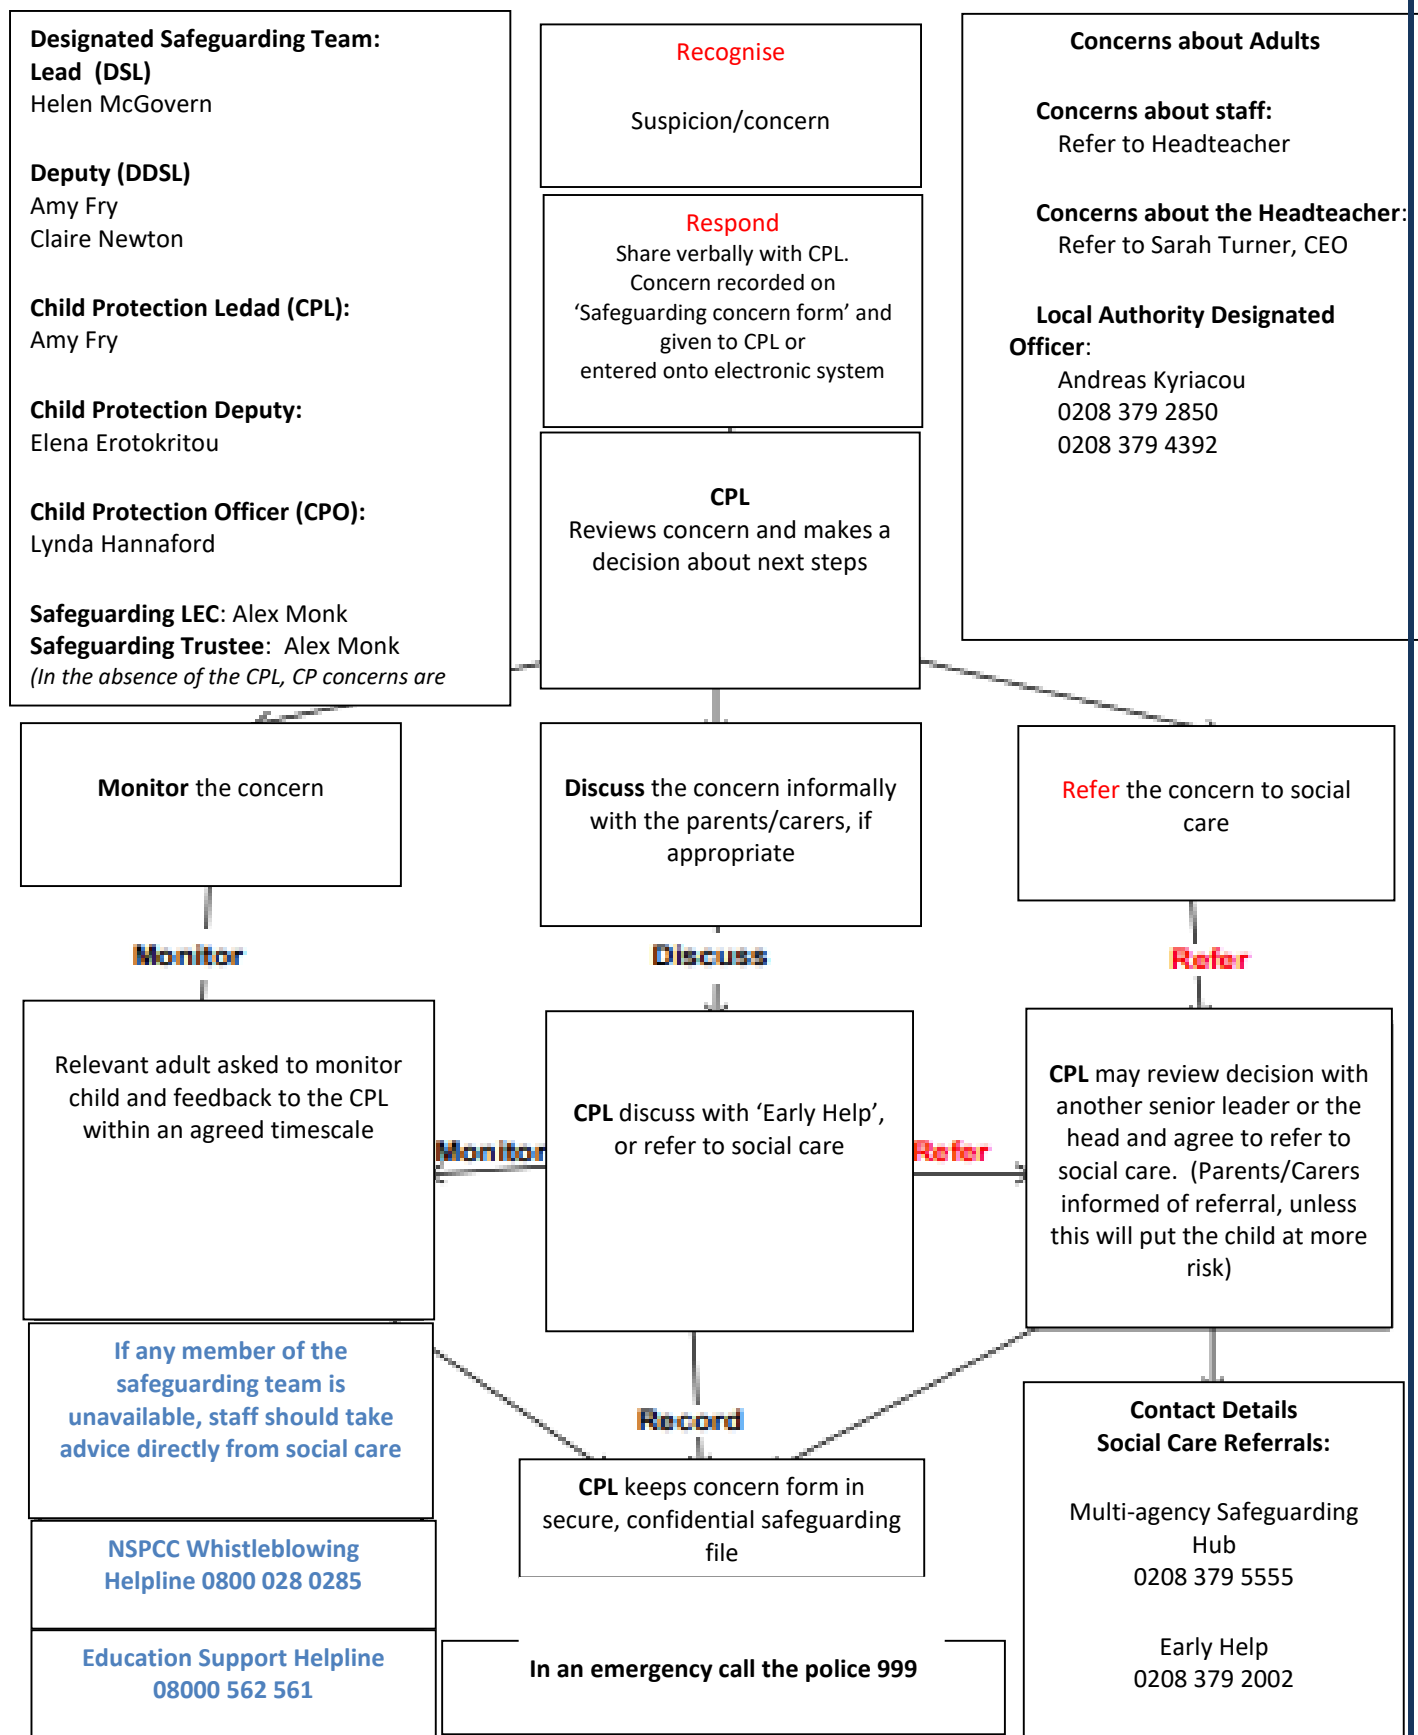 Designated Safeguarding Team:
Lead  (DSL)
Helen McGovern
Deputy (DDSL)
Amy Fry
Claire Newton
Child Protection Ledad (CPL):
Amy Fry
Child Protection Deputy:
Elena Erotokritou
Child Protection Officer (CPO):
Lynda Hannaford
Safeguarding LEC: Alex Monk
Safeguarding Trustee:  Alex Monk
(In the absence of the CPL, CP concerns are
Recognise
Suspicion/concern
Respond
Share verbally with CPL.
Concern recorded on
‘Safeguarding concern form’ and
given to CPL or
entered onto electronic system
CPL
Reviews concern and makes a
decision about next steps
Concerns about Adults
Concerns about staff:
Refer to Headteacher
Concerns about the Headteacher:
Refer to Sarah Turner, CEO
Local Authority Designated
Officer:
Andreas Kyriacou
0208 379 2850
0208 379 4392
Monitor the concern
Discuss the concern informally
with the parents/carers, if
appropriate
Refer the concern to social
care
Monitor
Discuss
Refer
Relevant adult asked to monitor
child and feedback to the CPL
within an agreed timescale
Monitor
CPL discuss with ‘Early Help’,
or refer to social care
Refer
CPL may review decision with
another senior leader or the
head and agree to refer to
social care.  (Parents/Carers
informed of referral, unless
this will put the child at more
risk)
If any member of the
safeguarding team is
unavailable, staff should take
advice directly from social care
Record
CPL keeps concern form in
secure, confidential safeguarding
file
NSPCC Whistleblowing
Helpline 0800 028 0285
Education Support Helpline
08000 562 561
In an emergency call the police 999
Contact Details
Social Care Referrals:
Multi-agency Safeguarding
Hub
0208 379 5555
Early Help
0208 379 2002